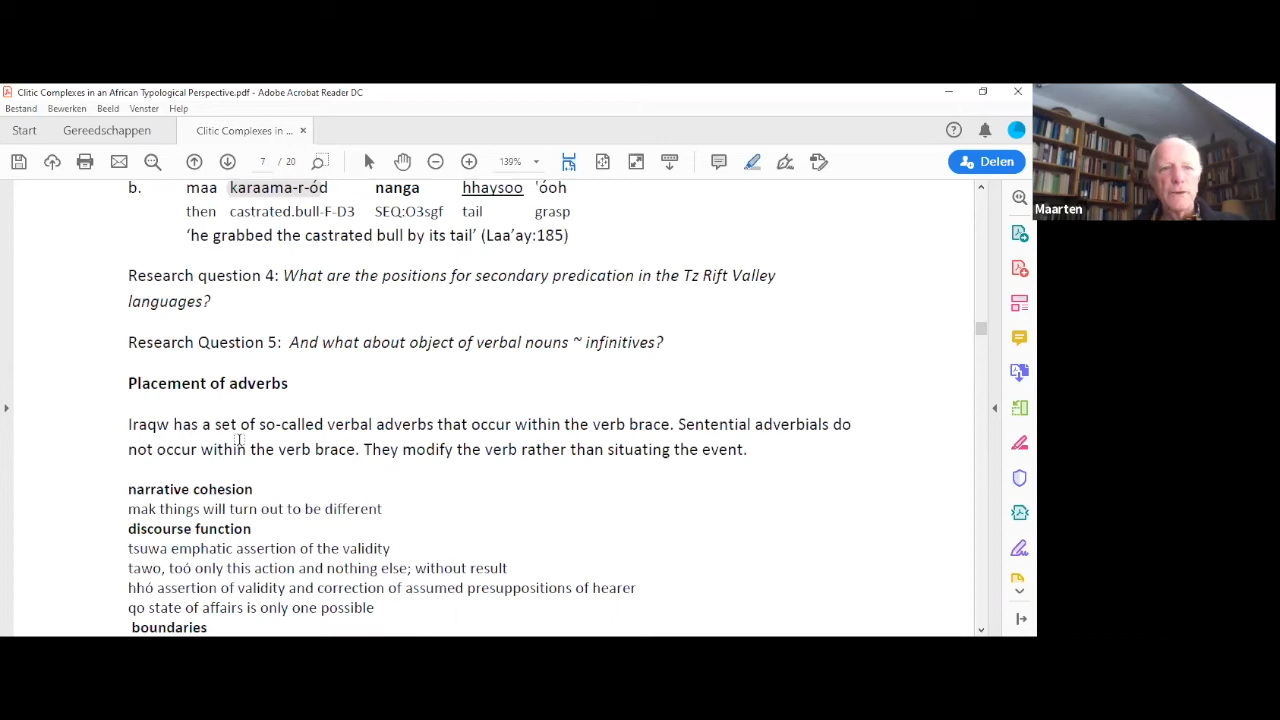 Clitic Complexes in an African Typological Perspective.pdf - Adobe Acrobat Reader DC
Bestand Bewerken Beeld Venster Help
Start Gereedschappen Clitic Complexes in ... ×
7 / 20 139% Delen
b. maa karaama-r-ód nanga hhaysoo 'óoh
then castrated.bull-F-D3 SEQ:O3sgf tail grasp
'he grabbed the castrated bull by its tail' (Laa'ay:185)
Research question 4: What are the positions for secondary predication in the Tz Rift Valley
languages?
Research Question 5: And what about object of verbal nouns ~ infinitives?
Placement of adverbs
Iraqw has a set of so-called verbal adverbs that occur within the verb brace. Sentential adverbials do
not occur within the verb brace. They modify the verb rather than situating the event.
narrative cohesion
mak things will turn out to be different
discourse function
tsuwa emphatic assertion of the validity
tawo, toó only this action and nothing else; without result
hhó assertion of validity and correction of assumed presuppositions of hearer
qo state of affairs is only one possible
boundaries
Maarten